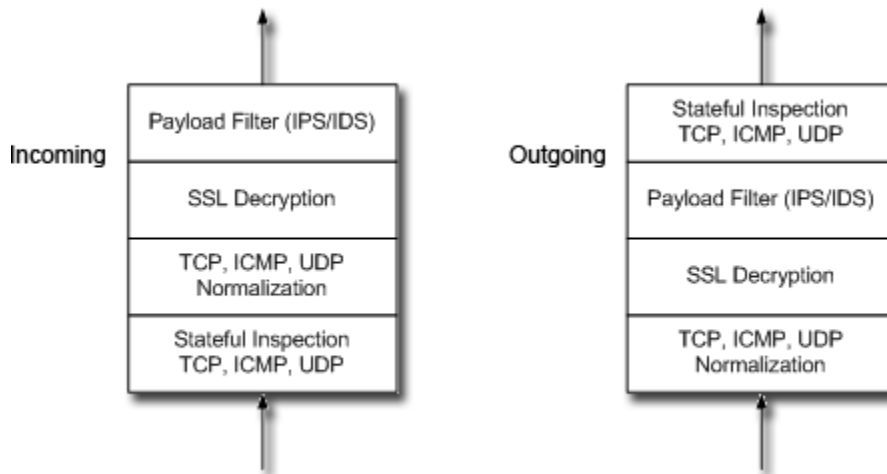 Incoming
Payload Filter (IPS/IDS)
SSL Decryption
TCP, ICMP, UDP
Normalization
Stateful Inspection
TCP, ICMP, UDP
Outgoing
Stateful Inspection
TCP, ICMP, UDP
Payload Filter (IPS/IDS)
SSL Decryption
TCP, ICMP, UDP
Normalization